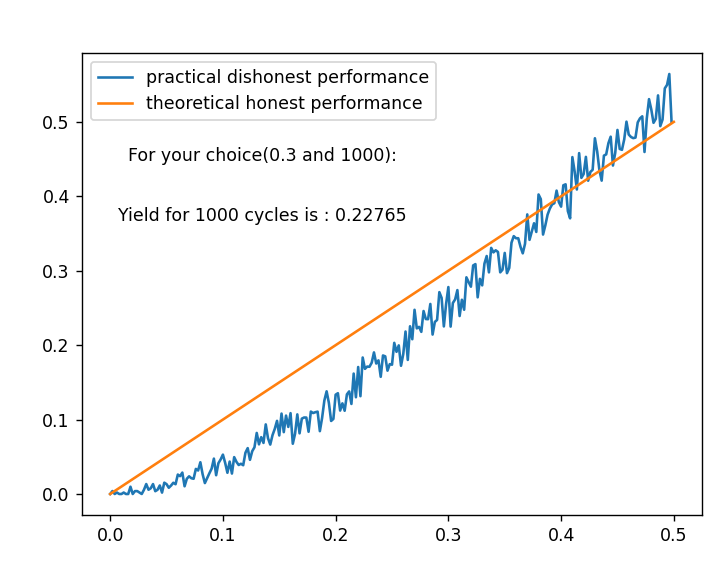 practical dishonest performance
theoretical honest performance
For your choice(0.3 and 1000):
Yield for 1000 cycles is : 0.22765
0.5
0.4
0.3
0.2
0.1
0.0
0.0 0.1 0.2 0.3 0.4 0.5